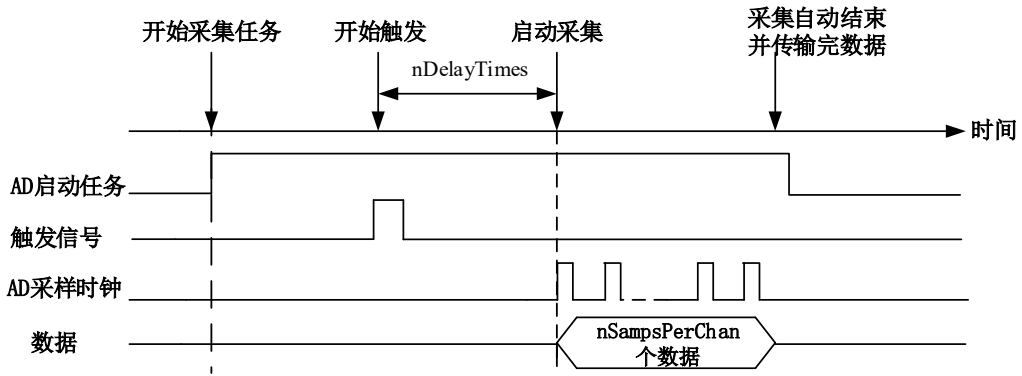 开始采集任务
开始触发
启动采集
采集自动结束
并传输完数据
nDelayTimes
时间
AD启动任务
触发信号
AD采样时钟
数据
nSampsPerChan
个数据